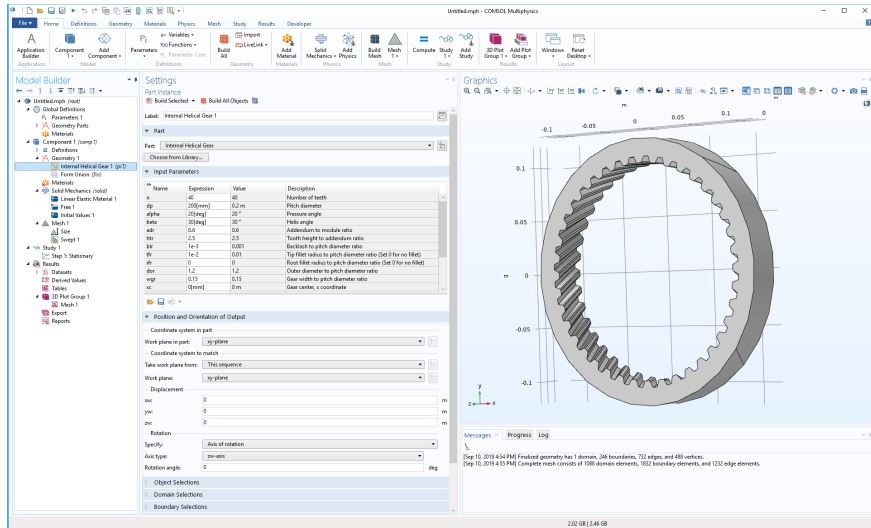 Untitled.mph - COMSOL Multiphysics
File Home Definitions Geometry Materials Physics Mesh Study Results Developer
Application Builder
Component 1
Add Component
Parameters
a= Variables
f(x) Functions
Pi Parameter Case
Build All
Import
LiveLink
Add Material
Solid Mechanics
Add Physics
Build Mesh
Mesh 1
Compute
Study 1
Add Study
3D Plot Group 1
Add Plot Group
Windows
Reset Desktop
Application Model Definitions Geometry Materials Physics Mesh Study Results Layout
Model Builder
Untitled.mph (root)
Global Definitions
Pi Parameters 1
Geometry Parts
Materials
Component 1 (comp1)
Definitions
Geometry 1
Internal Helical Gear 1 (pi1)
Form Union (fin)
Materials
Solid Mechanics (solid)
Linear Elastic Material 1
Free 1
Initial Values 1
Mesh 1
Size
Swept 1
Study 1
Step 1: Stationary
Results
Datasets
Derived Values
Tables
3D Plot Group 1
Mesh 1
Export
Reports
Settings
Part Instance
Build Selected Build All Objects
Label: Internal Helical Gear 1
Part
Part: Internal Helical Gear
Choose from Library...
Input Parameters
Name Expression Value Description
n 40 40 Number of teeth
dp 200[mm] 0.2 m Pitch diameter
alpha 20[deg] 20 ° Pressure angle
beta 30[deg] 30 ° Helix angle
adr 0.6 0.6 Addendum to module ratio
htr 2.5 2.5 Tooth height to addendum ratio
blr 1e-3 0.001 Backlash to pitch diameter ratio
tfr 1e-2 0.01 Tip fillet radius to pitch diameter ratio (Set 0 for no fillet)
rfr 0 0 Root fillet radius to pitch diameter ratio (Set 0 for no fillet)
dor 1.2 1.2 Outer diameter to pitch diameter ratio
wgr 0.15 0.15 Gear width to pitch diameter ratio
xc 0[mm] 0 m Gear center, x coordinate
Position and Orientation of Output
Coordinate system in part
Work plane in part: xy-plane
Coordinate system to match
Take work plane from: This sequence
Work plane: xy-plane
Displacement
xw: 0 m
yw: 0 m
zw: 0 m
Rotation
Specify: Axis of rotation
Axis type: zw-axis
Rotation angle: 0 deg
Object Selections
Domain Selections
Boundary Selections
Graphics
m
-0.1 -0.05 0 0.05 0.1 0
0.1
0.05
m 0
-0.05
-0.1
y
z x
Messages Progress Log
[Sep 10, 2019 4:54 PM] Finalized geometry has 1 domain, 246 boundaries, 732 edges, and 488 vertices.
[Sep 10, 2019 4:55 PM] Complete mesh consists of 1088 domain elements, 1832 boundary elements, and 1232 edge elements.
2.02 GB | 2.46 GB